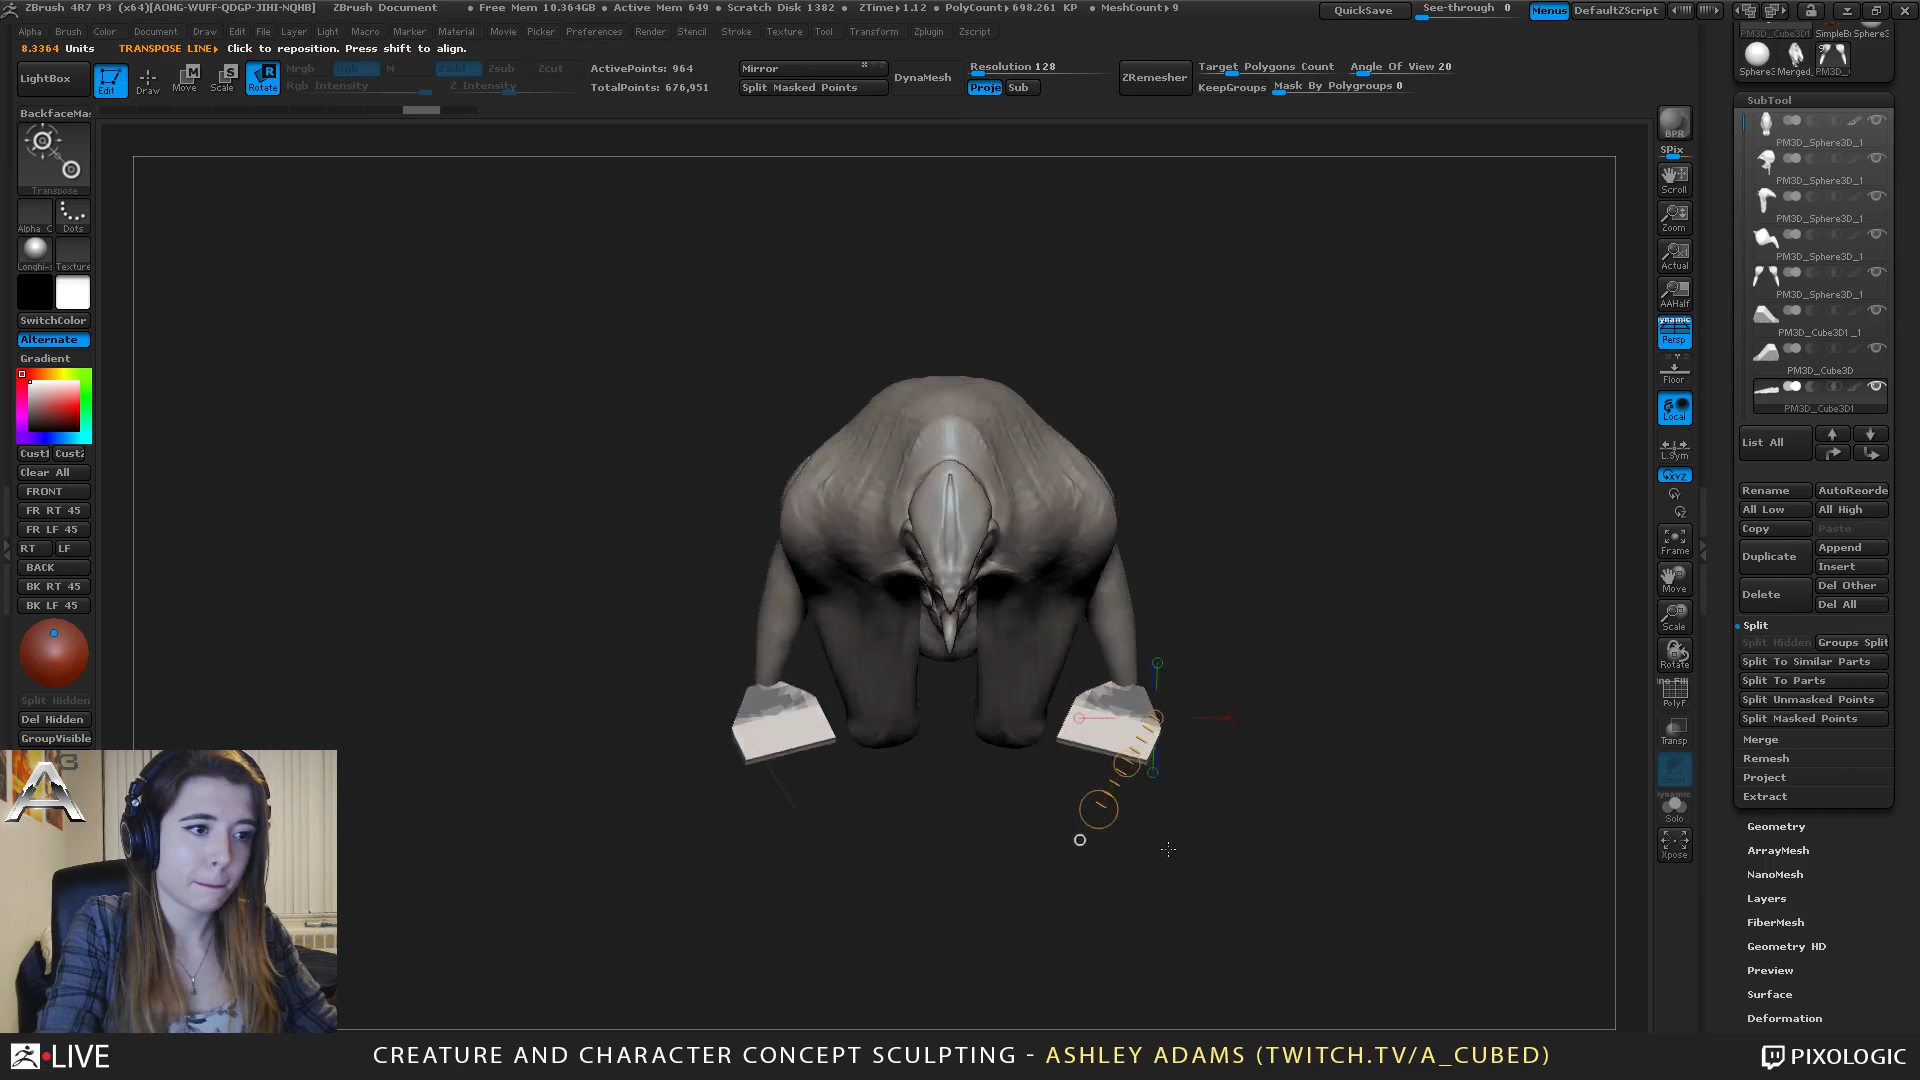 ZBrush 4R7 P3 (x64)[AOHG-WUFF-QDGP-JIHI-NQHB] ZBrush Document • Free Mem 10.364GB • Active Mem 649 • Scratch Disk 1382 • ZTime▸1.12 • PolyCount▸698.261 KP • MeshCount▸9 QuickSave See-through 0 Menus DefaultZScript
Alpha Brush Color Document Draw Edit File Layer Light Macro Marker Material Movie Picker Preferences Render Stencil Stroke Texture Tool Transform Zplugin Zscript
8.3364 Units TRANSPOSE LINE▸ Click to reposition. Press shift to align.
LightBox Edit Draw Move Scale Rotate
Mrgb Rgb M Zadd Zsub Zcut
Rgb Intensity Z Intensity
ActivePoints: 964
TotalPoints: 676,951
Mirror
Split Masked Points
DynaMesh
Resolution 128
Proje Sub
ZRemesher
Target Polygons Count Angle Of View 20
KeepGroups Mask By Polygroups 0
BackfaceMas
Transpose
Alpha Dots
Texture
SwitchColor
Alternate
Gradient
Cust1 Cust2
Clear All
FRONT
FR RT 45
FR LF 45
RT LF
BACK
BK RT 45
BK LF 45
Split Hidden
Del Hidden
GroupVisible
BPR
SPix
Scroll
Zoom
Actual
AAHalf
Persp
Floor
Local
L.Sym
Frame
Move
Scale
Rotate
PolyF
Transp
Ghost
Solo
Xpose
PM3D_Cube3D1
Merged_ PM3D_
SubTool
PM3D_Sphere3D_1
PM3D_Sphere3D_1
PM3D_Sphere3D_1
PM3D_Sphere3D_1
PM3D_Sphere3D_1
PM3D_Cube3D1_1
PM3D_Cube3D
PM3D_Cube3D1
List All
Rename AutoReorde
All Low All High
Copy Paste
Duplicate Append
Insert
Delete Del Other
Del All
Split
Split Hidden Groups Split
Split To Similar Parts
Split To Parts
Split Unmasked Points
Split Masked Points
Merge
Remesh
Project
Extract
Geometry
ArrayMesh
NanoMesh
Layers
FiberMesh
Geometry HD
Preview
Surface
Deformation
A 3
LIVE
CREATURE AND CHARACTER CONCEPT SCULPTING - ASHLEY ADAMS (TWITCH.TV/A_CUBED)
PIXOLOGIC